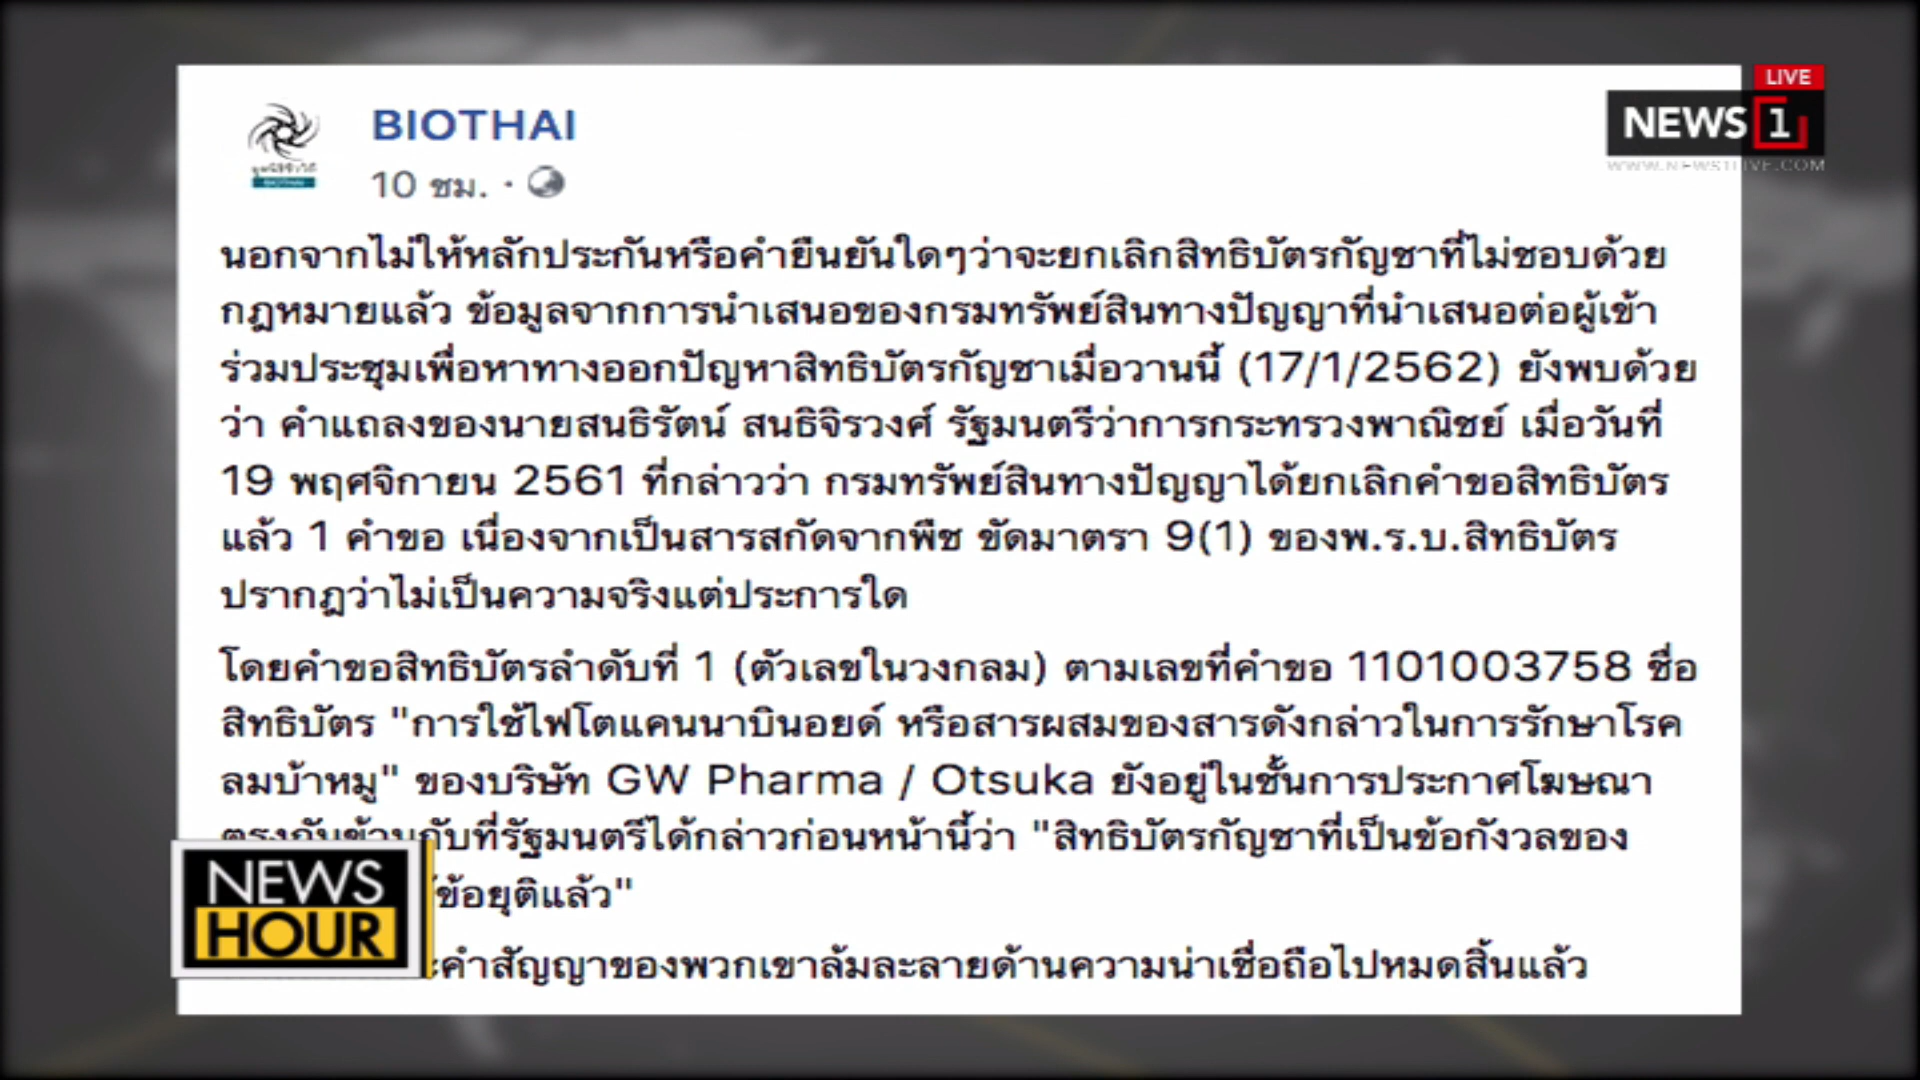 LIVE
NEWS 1
WWW.NEWS1LIVE.COM
BIOTHAI
10 ชม. ·
นอกจากไม่ให้หลักประกันหรือคำยืนยันใดๆว่าจะยกเลิกสิทธิบัตรกัญชาที่ไม่ชอบด้วย
กฎหมายแล้ว ข้อมูลจากการนำเสนอของกรมทรัพย์สินทางปัญญาที่นำเสนอต่อผู้เข้า
ร่วมประชุมเพื่อหาทางออกปัญหาสิทธิบัตรกัญชาเมื่อวานนี้ (17/1/2562) ยังพบด้วย
ว่า คำแถลงของนายสนธิรัตน์ สนธิจิรวงศ์ รัฐมนตรีว่าการกระทรวงพาณิชย์ เมื่อวันที่
19 พฤศจิกายน 2561 ที่กล่าวว่า กรมทรัพย์สินทางปัญญาได้ยกเลิกคำขอสิทธิบัตร
แล้ว 1 คำขอ เนื่องจากเป็นสารสกัดจากพืช ขัดมาตรา 9(1) ของพ.ร.บ.สิทธิบัตร
ปรากฏว่าไม่เป็นความจริงแต่ประการใด
โดยคำขอสิทธิบัตรลำดับที่ 1 (ตัวเลขในวงกลม) ตามเลขที่คำขอ 1101003758 ชื่อ
สิทธิบัตร "การใช้ไฟโตแคนนาบินอยด์ หรือสารผสมของสารดังกล่าวในการรักษาโรค
ลมบ้าหมู" ของบริษัท GW Pharma / Otsuka ยังอยู่ในชั้นการประกาศโฆษณา
ตรงกันข้ามกับที่รัฐมนตรีได้กล่าวก่อนหน้านี้ว่า "สิทธิบัตรกัญชาที่เป็นข้อกังวลของ
ข้อยุติแล้ว"
คำสัญญาของพวกเขาล้มละลายด้านความน่าเชื่อถือไปหมดสิ้นแล้ว
NEWS
HOUR